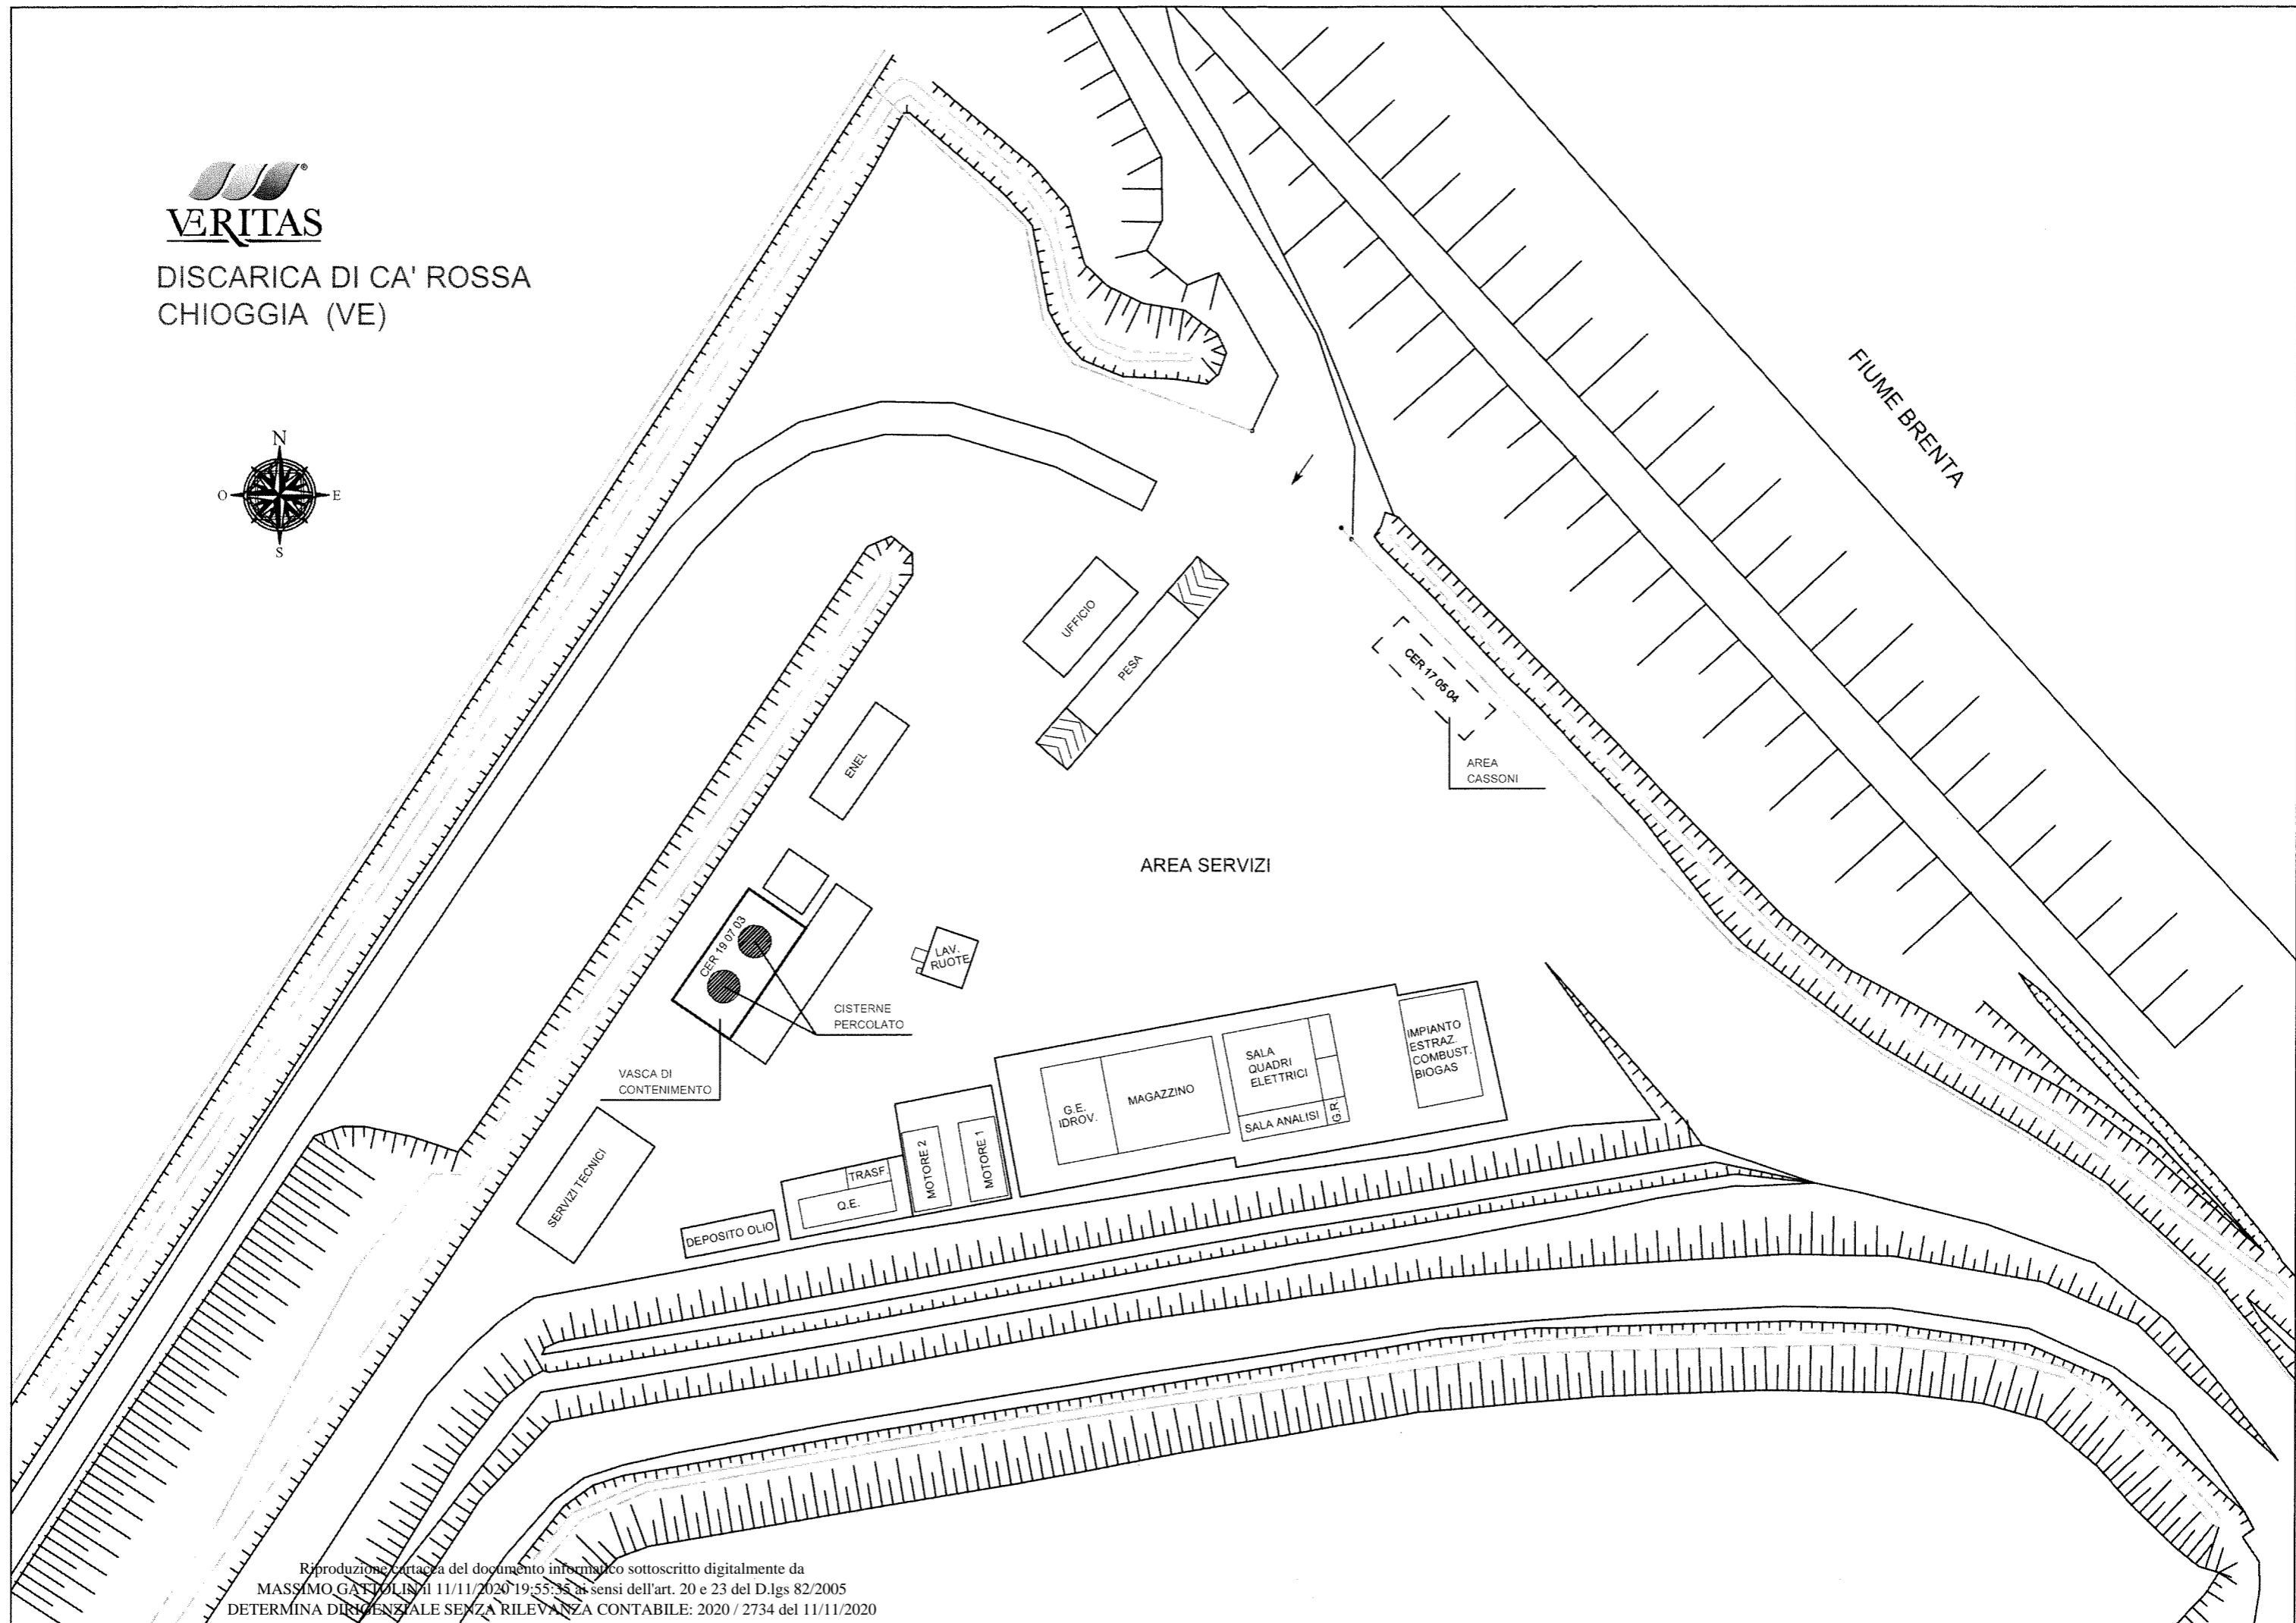 VERITAS
DISCARICA DI CA' ROSSA
CHIOGGIA (VE)
N
O
E
S
FIUME BRENTA
UFFICIO
PESA
CER 17 05 04
AREA
CASSONI
ENEL
AREA SERVIZI
CER 19 07 03
LAV.
RUOTE
CISTERNE
PERCOLATO
VASCA DI
CONTENIMENTO
SERVIZI TECNICI
DEPOSITO OLIO
TRASF.
Q.E.
MOTORE 2
MOTORE 1
G.E.
IDROV.
MAGAZZINO
SALA
QUADRI
ELETTRICI
SALA ANALISI
G.R.
IMPIANTO
ESTRAZ.
COMBUST.
BIOGAS
Riproduzione cartacea del documento informatico sottoscritto digitalmente da
MASSIMO GATTOLIN il 11/11/2020 19:55:35 ai sensi dell'art. 20 e 23 del D.lgs 82/2005
DETERMINA DIRIGENZIALE SENZA RILEVANZA CONTABILE: 2020 / 2734 del 11/11/2020